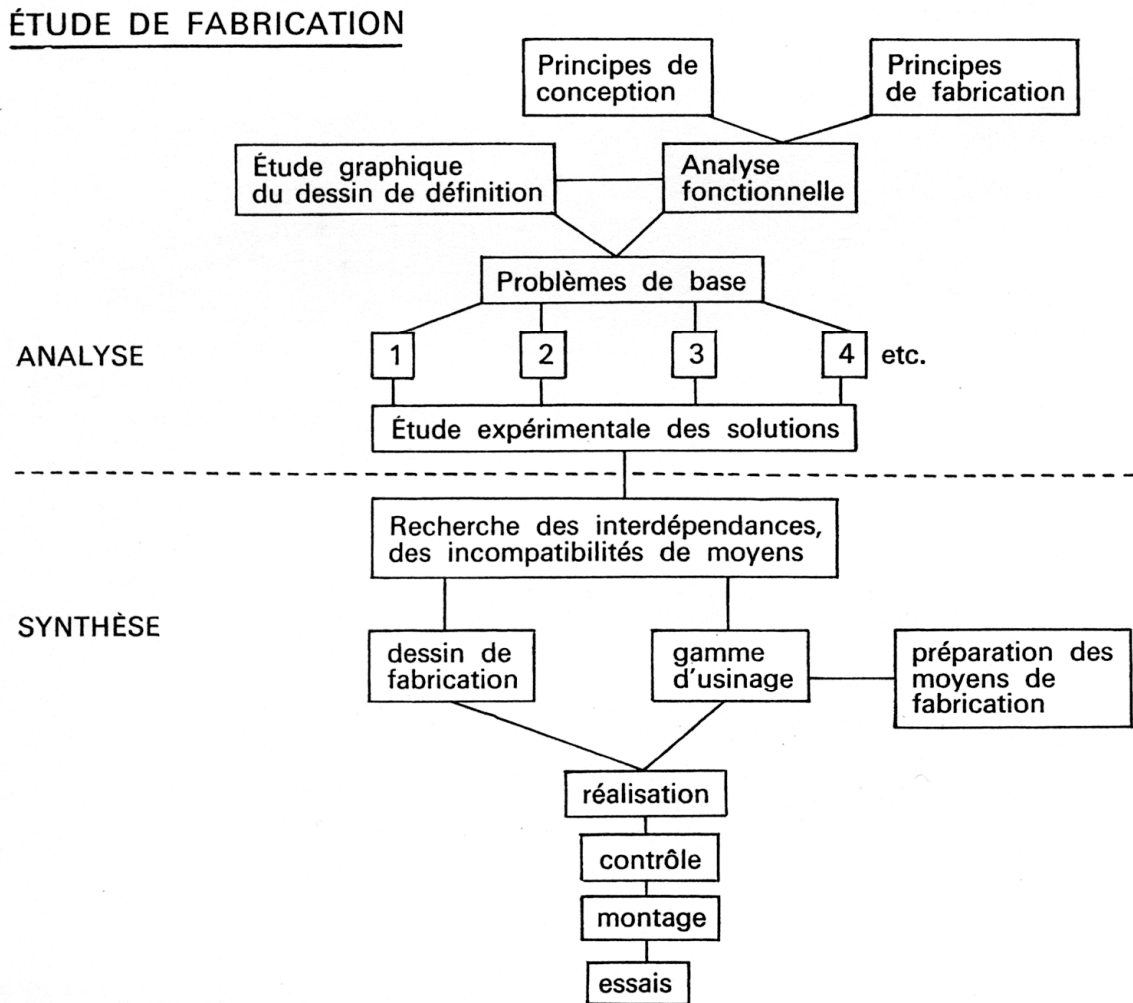 ÉTUDE DE FABRICATION
Principes de
conception
Principes
de fabrication
Étude graphique
du dessin de définition
Analyse
fonctionnelle
Problèmes de base
ANALYSE
1
2
3
4
etc.
Étude expérimentale des solutions
Recherche des interdépendances,
des incompatibilités de moyens
SYNTHÈSE
dessin de
fabrication
gamme
d'usinage
préparation des
moyens de
fabrication
réalisation
contrôle
montage
essais